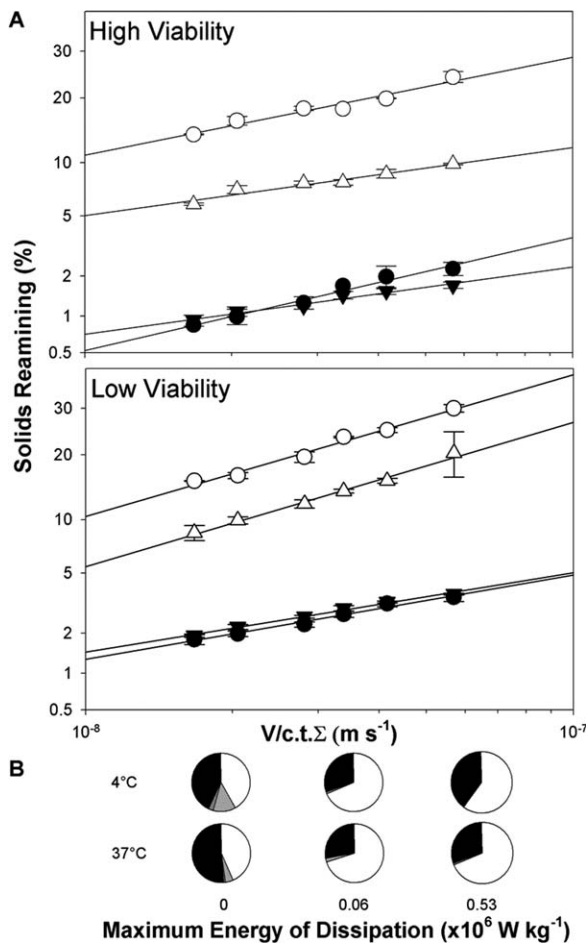 A
High Viability
30
20
10
5
2
1
0.5
Solids Reamining (%)
Low Viability
30
20
10
5
2
1
0.5
10⁻⁸ 10⁻⁷
V/c.t.Σ (m s⁻¹)
B
4°C
37°C
0 0.06 0.53
Maximum Energy of Dissipation (x10⁶ W kg⁻¹)